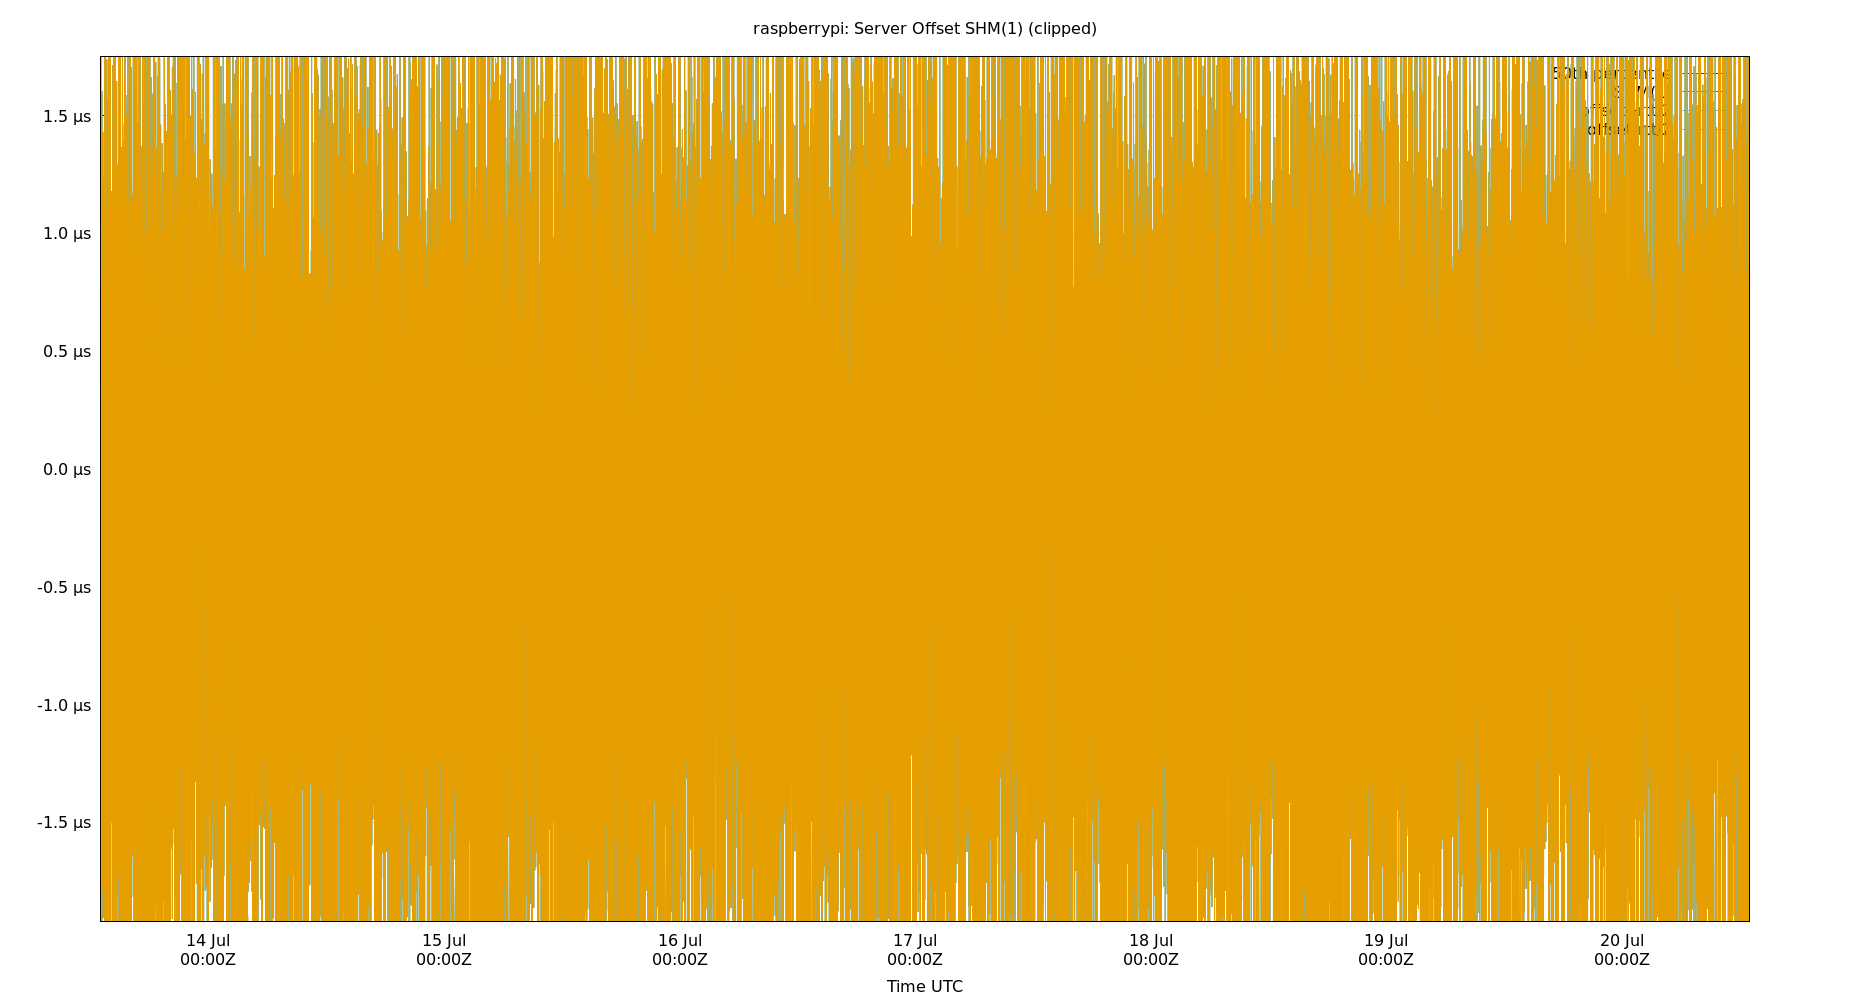 raspberrypi: Server Offset SHM(1) (clipped)
1.5 µs
1.0 µs
0.5 µs
0.0 µs
-0.5 µs
-1.0 µs
-1.5 µs
14 Jul 15 Jul 16 Jul 17 Jul 18 Jul 19 Jul 20 Jul
00:00Z 00:00Z 00:00Z 00:00Z 00:00Z 00:00Z 00:00Z
Time UTC